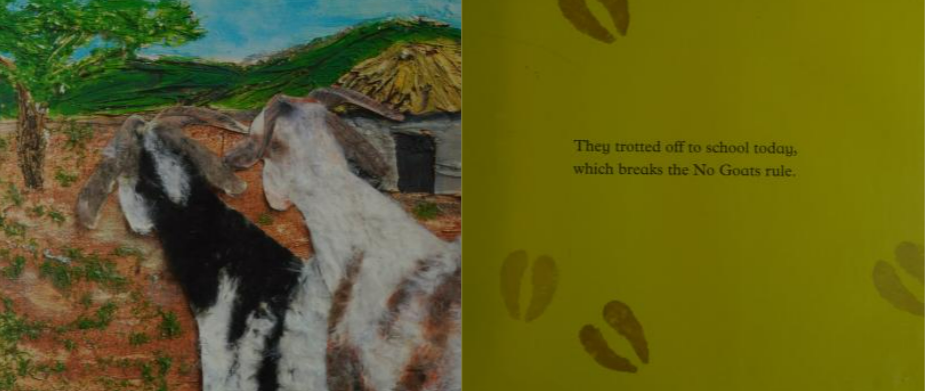 They trotted off to school today,
which breaks the No Goats rule.